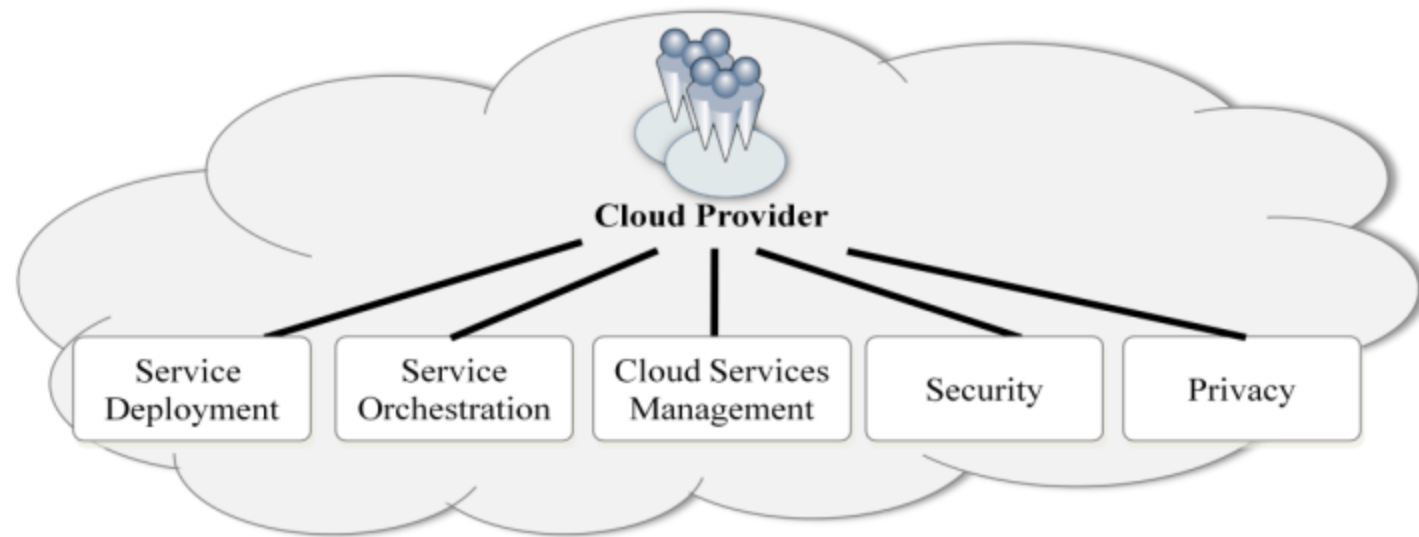 Cloud Provider
Service
Deployment
Service
Orchestration
Cloud Services
Management
Security
Privacy